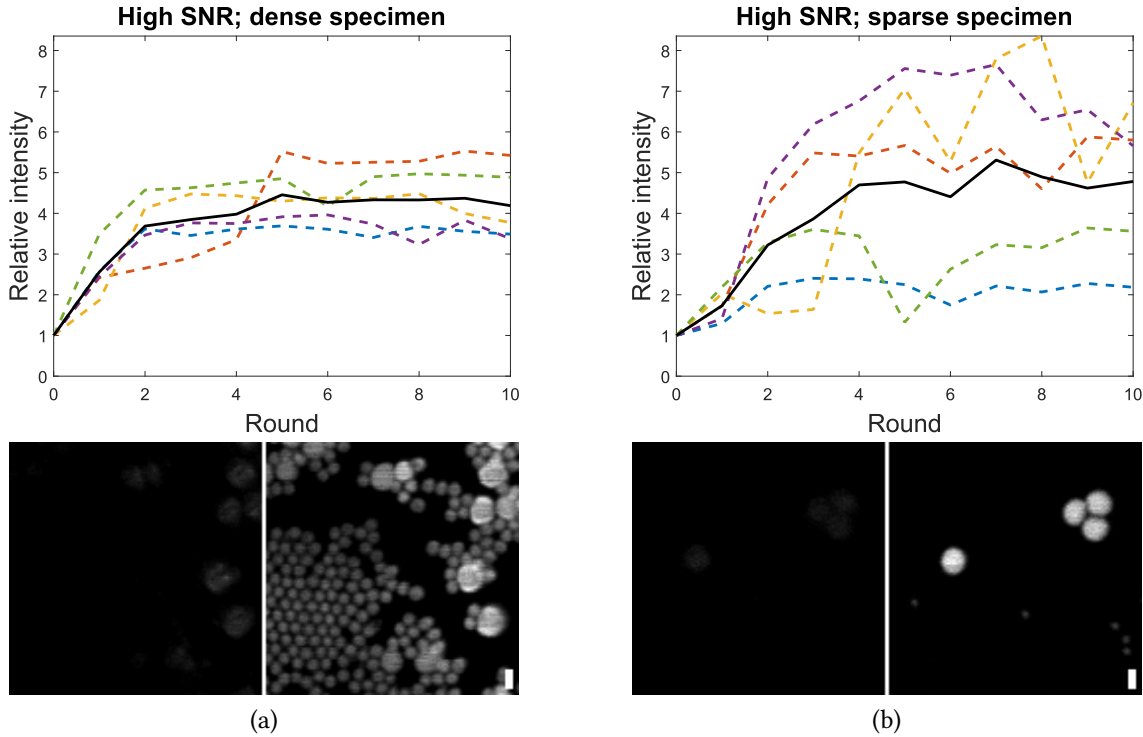 High SNR; dense specimen
8
7
6
5
4
3
2
1
0
Relative intensity
0 2 4 6 8 10
Round
(a)
High SNR; sparse specimen
8
7
6
5
4
3
2
1
0
Relative intensity
0 2 4 6 8 10
Round
(b)